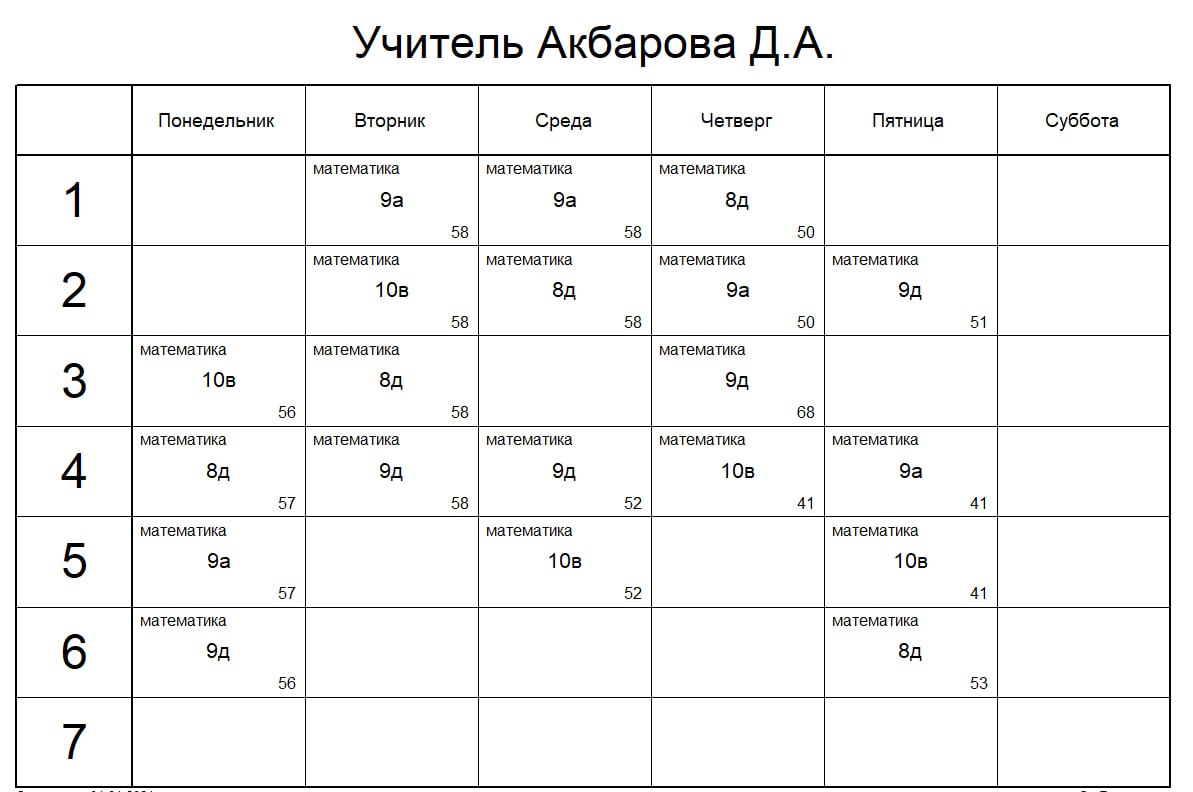 Учитель Акбарова Д.А.
Понедельник Вторник Среда Четверг Пятница Суббота
1
математика математика математика
9а 9а 8д
58 58 50
2
математика математика математика математика
10в 8д 9а 9д
58 58 50 51
3
математика математика математика
10в 8д 9д
56 58 68
4
математика математика математика математика математика
8д 9д 9д 10в 9а
57 58 52 41 41
5
математика математика математика
9а 10в 10в
57 52 41
6
математика математика
9д 8д
56 53
7